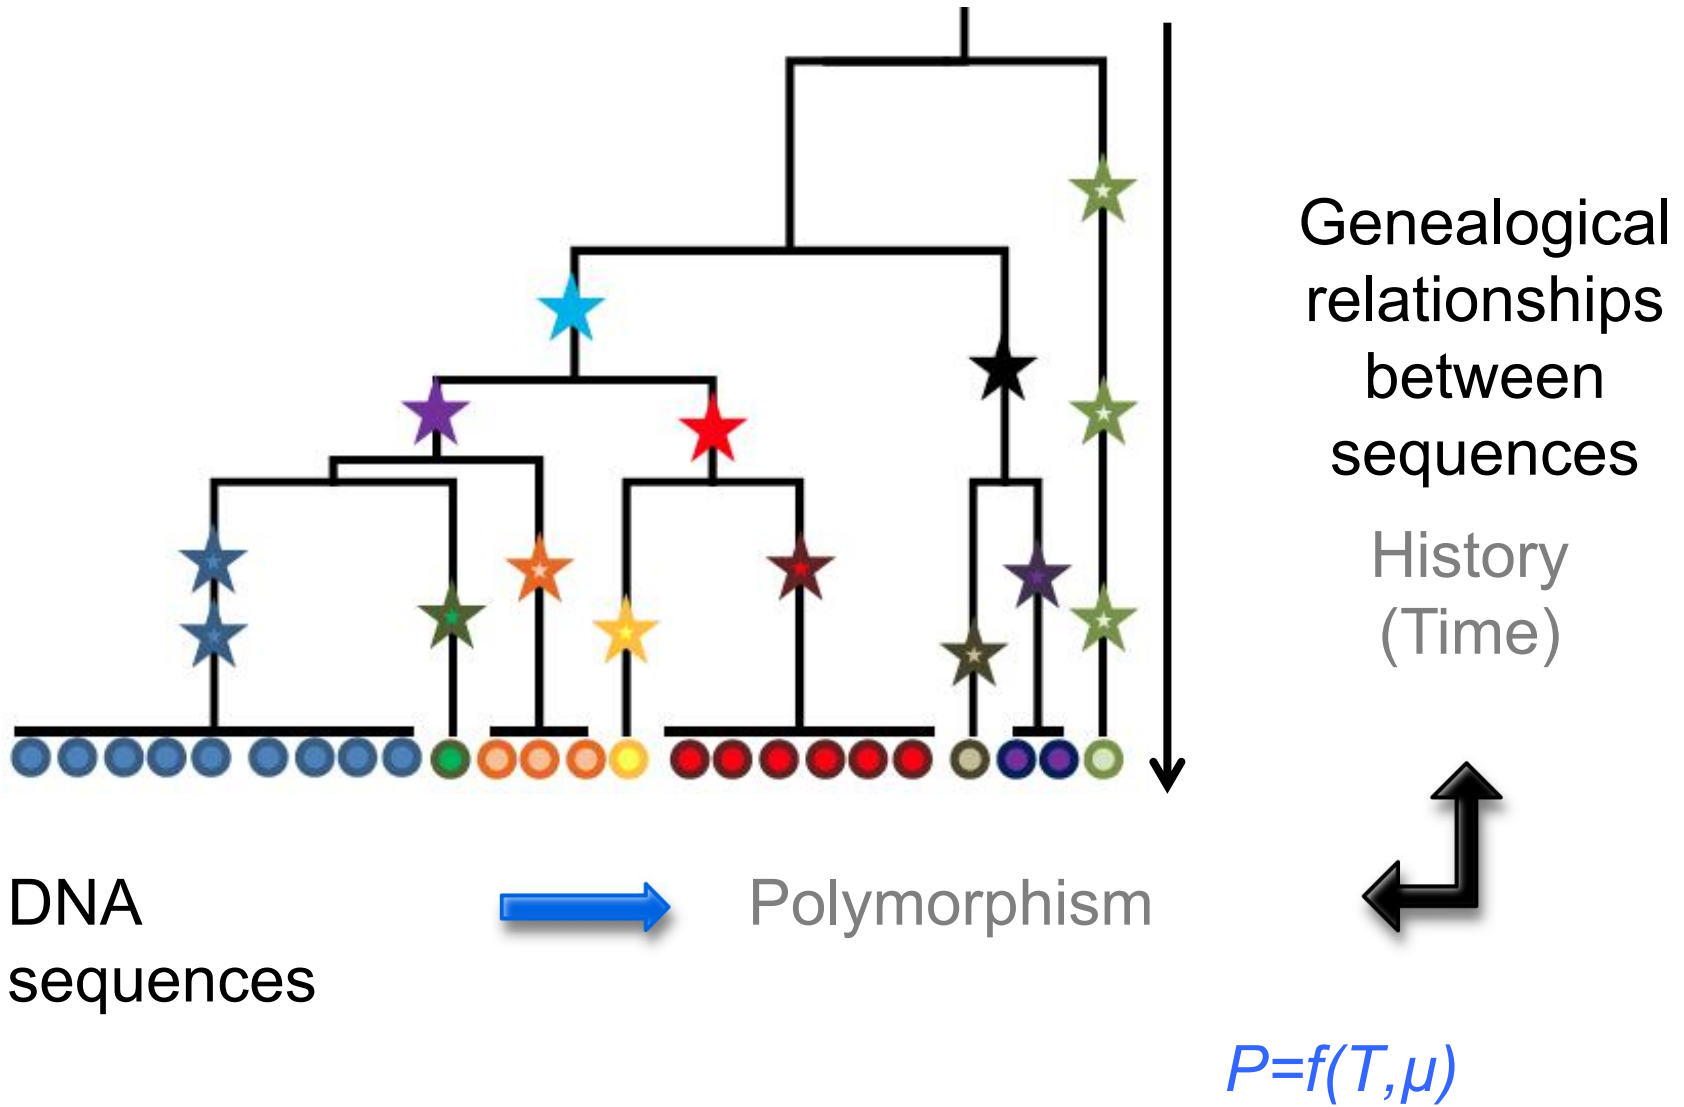 Genealogical
relationships
between
sequences
History
(Time)
DNA
sequences
Polymorphism
P=f(T,μ)